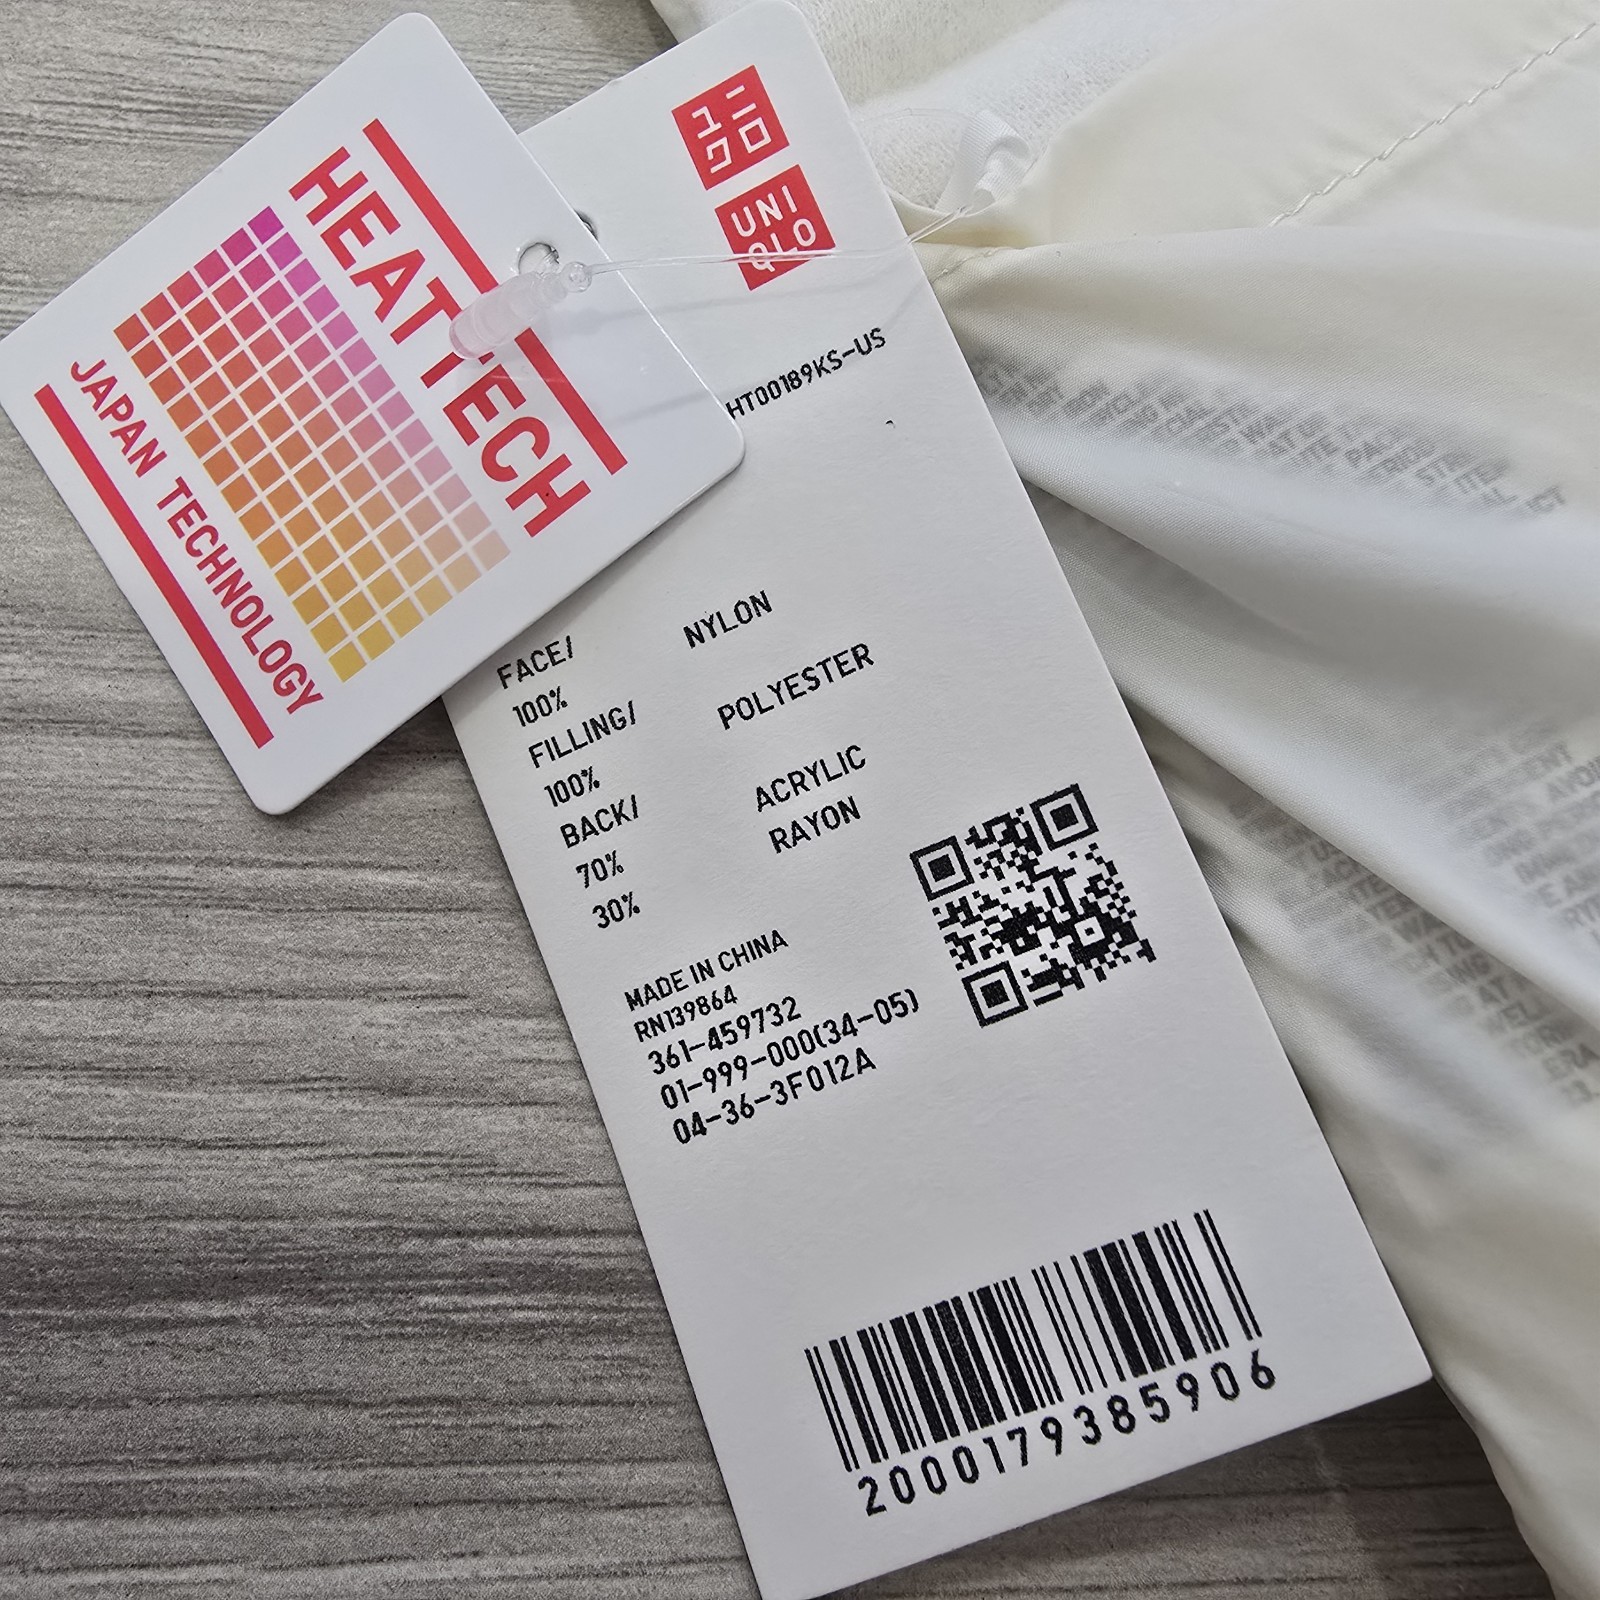 HEATTECH
JAPAN TECHNOLOGY
ユニ
クロ
UNI
QLO
HT00189KS-US
FACE/
100% NYLON
FILLING/
100% POLYESTER
BACK/
70% ACRYLIC
30% RAYON
MADE IN CHINA
RN139864
361-459732
01-999-000(34-05)
04-36-3F012A
2000179385906